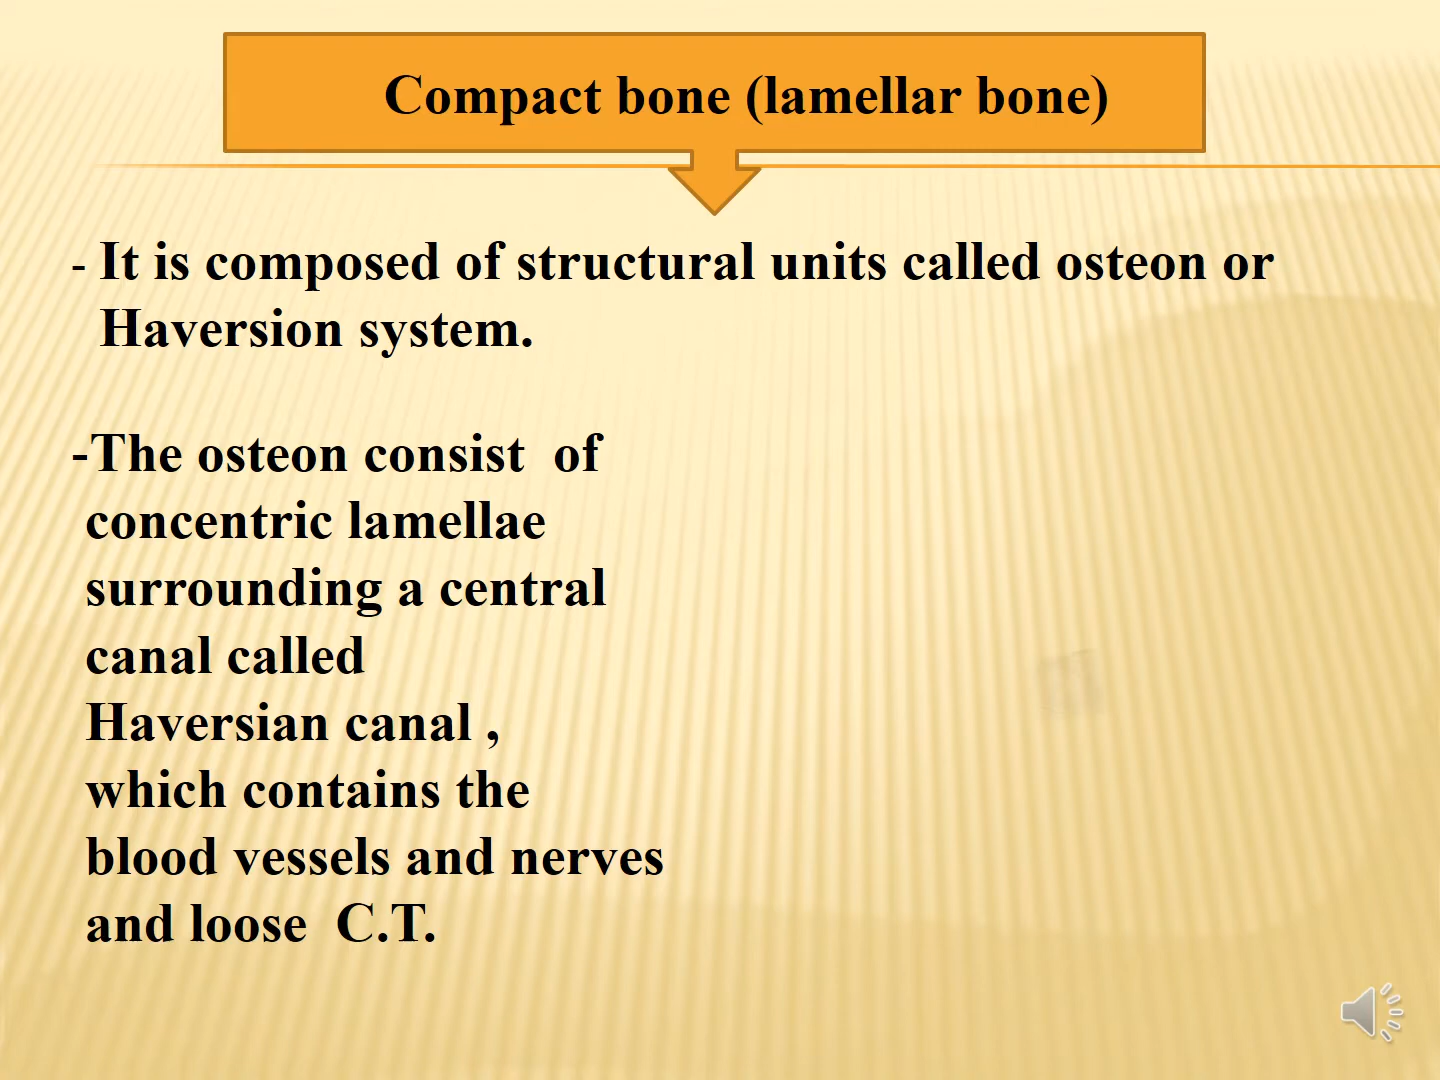 Compact bone (lamellar bone)
- It is composed of structural units called osteon or
Haversion system.
-The osteon consist  of
concentric lamellae
surrounding a central
canal called
Haversian canal ,
which contains the
blood vessels and nerves
and loose  C.T.